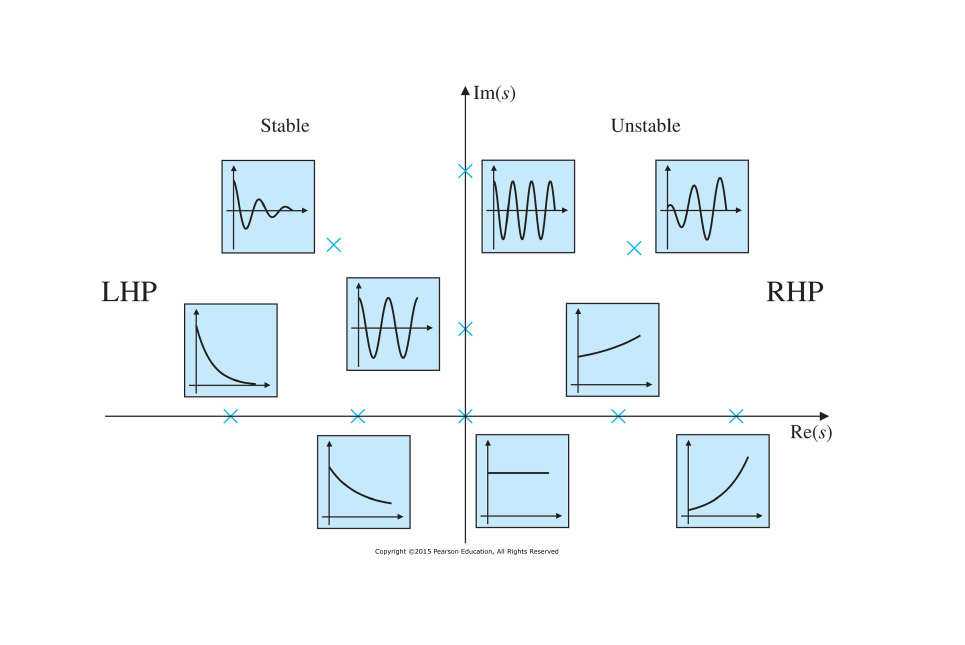 Im(s)
Stable
Unstable
LHP
RHP
Re(s)
Copyright ©2015 Pearson Education, All Rights Reserved